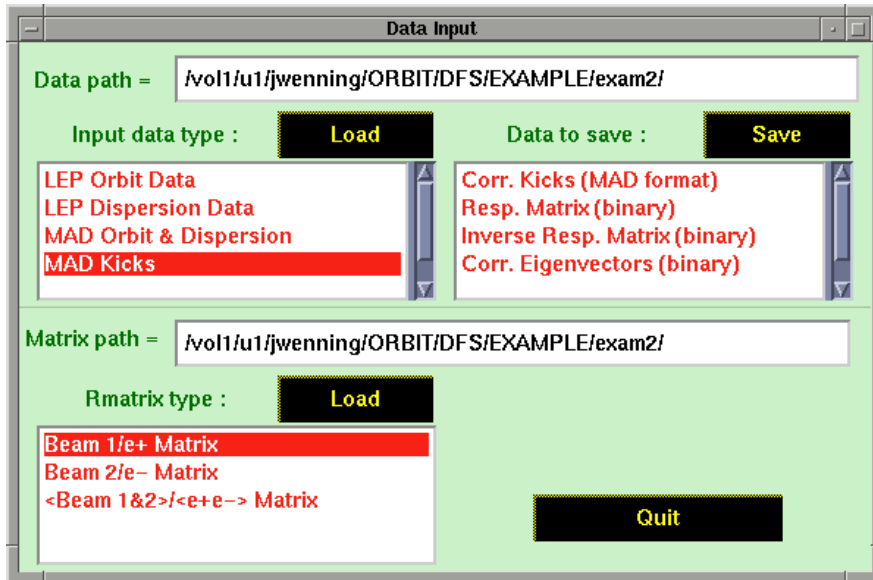 Data Input
Data path =
/vol1/u1/jwenning/ORBIT/DFS/EXAMPLE/exam2/
Input data type :
Load
Data to save :
Save
LEP Orbit Data
LEP Dispersion Data
MAD Orbit & Dispersion
MAD Kicks
Corr. Kicks (MAD format)
Resp. Matrix (binary)
Inverse Resp. Matrix (binary)
Corr. Eigenvectors (binary)
Matrix path =
/vol1/u1/jwenning/ORBIT/DFS/EXAMPLE/exam2/
Rmatrix type :
Load
Beam 1/e+ Matrix
Beam 2/e− Matrix
<Beam 1&2>/<e+e−> Matrix
Quit